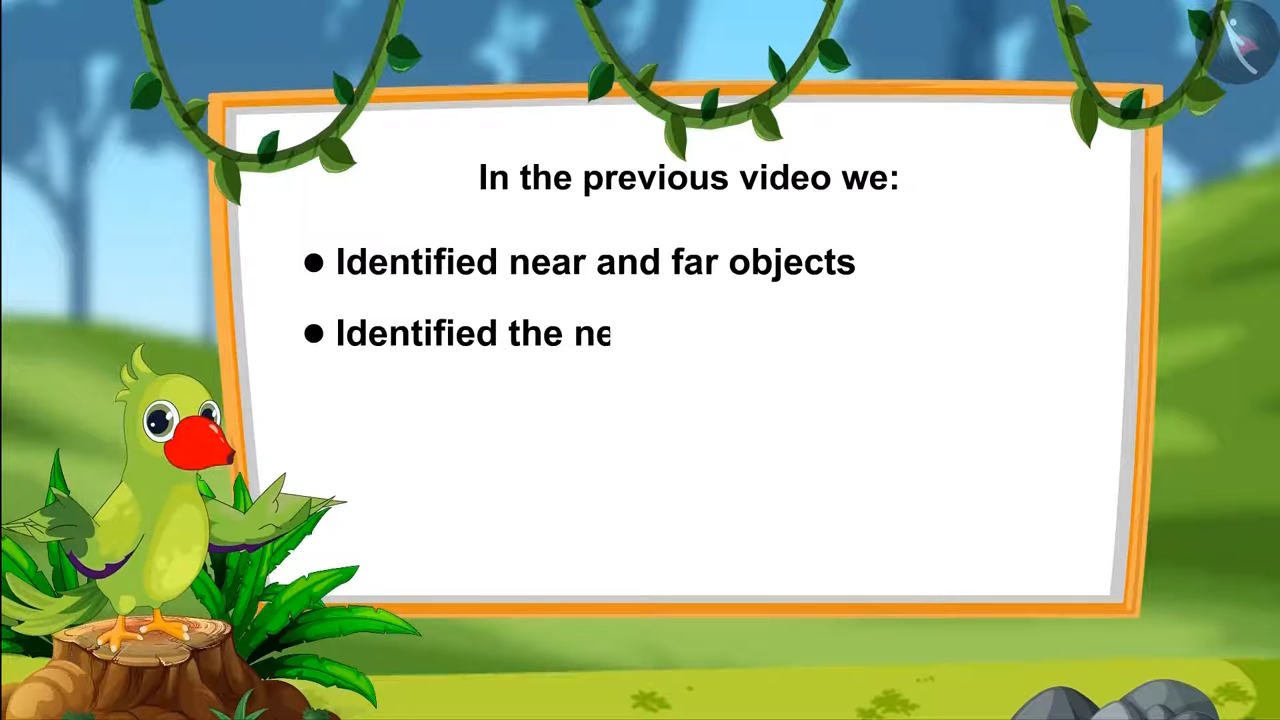 In the previous video we:
● Identified near and far objects
● Identified the ne